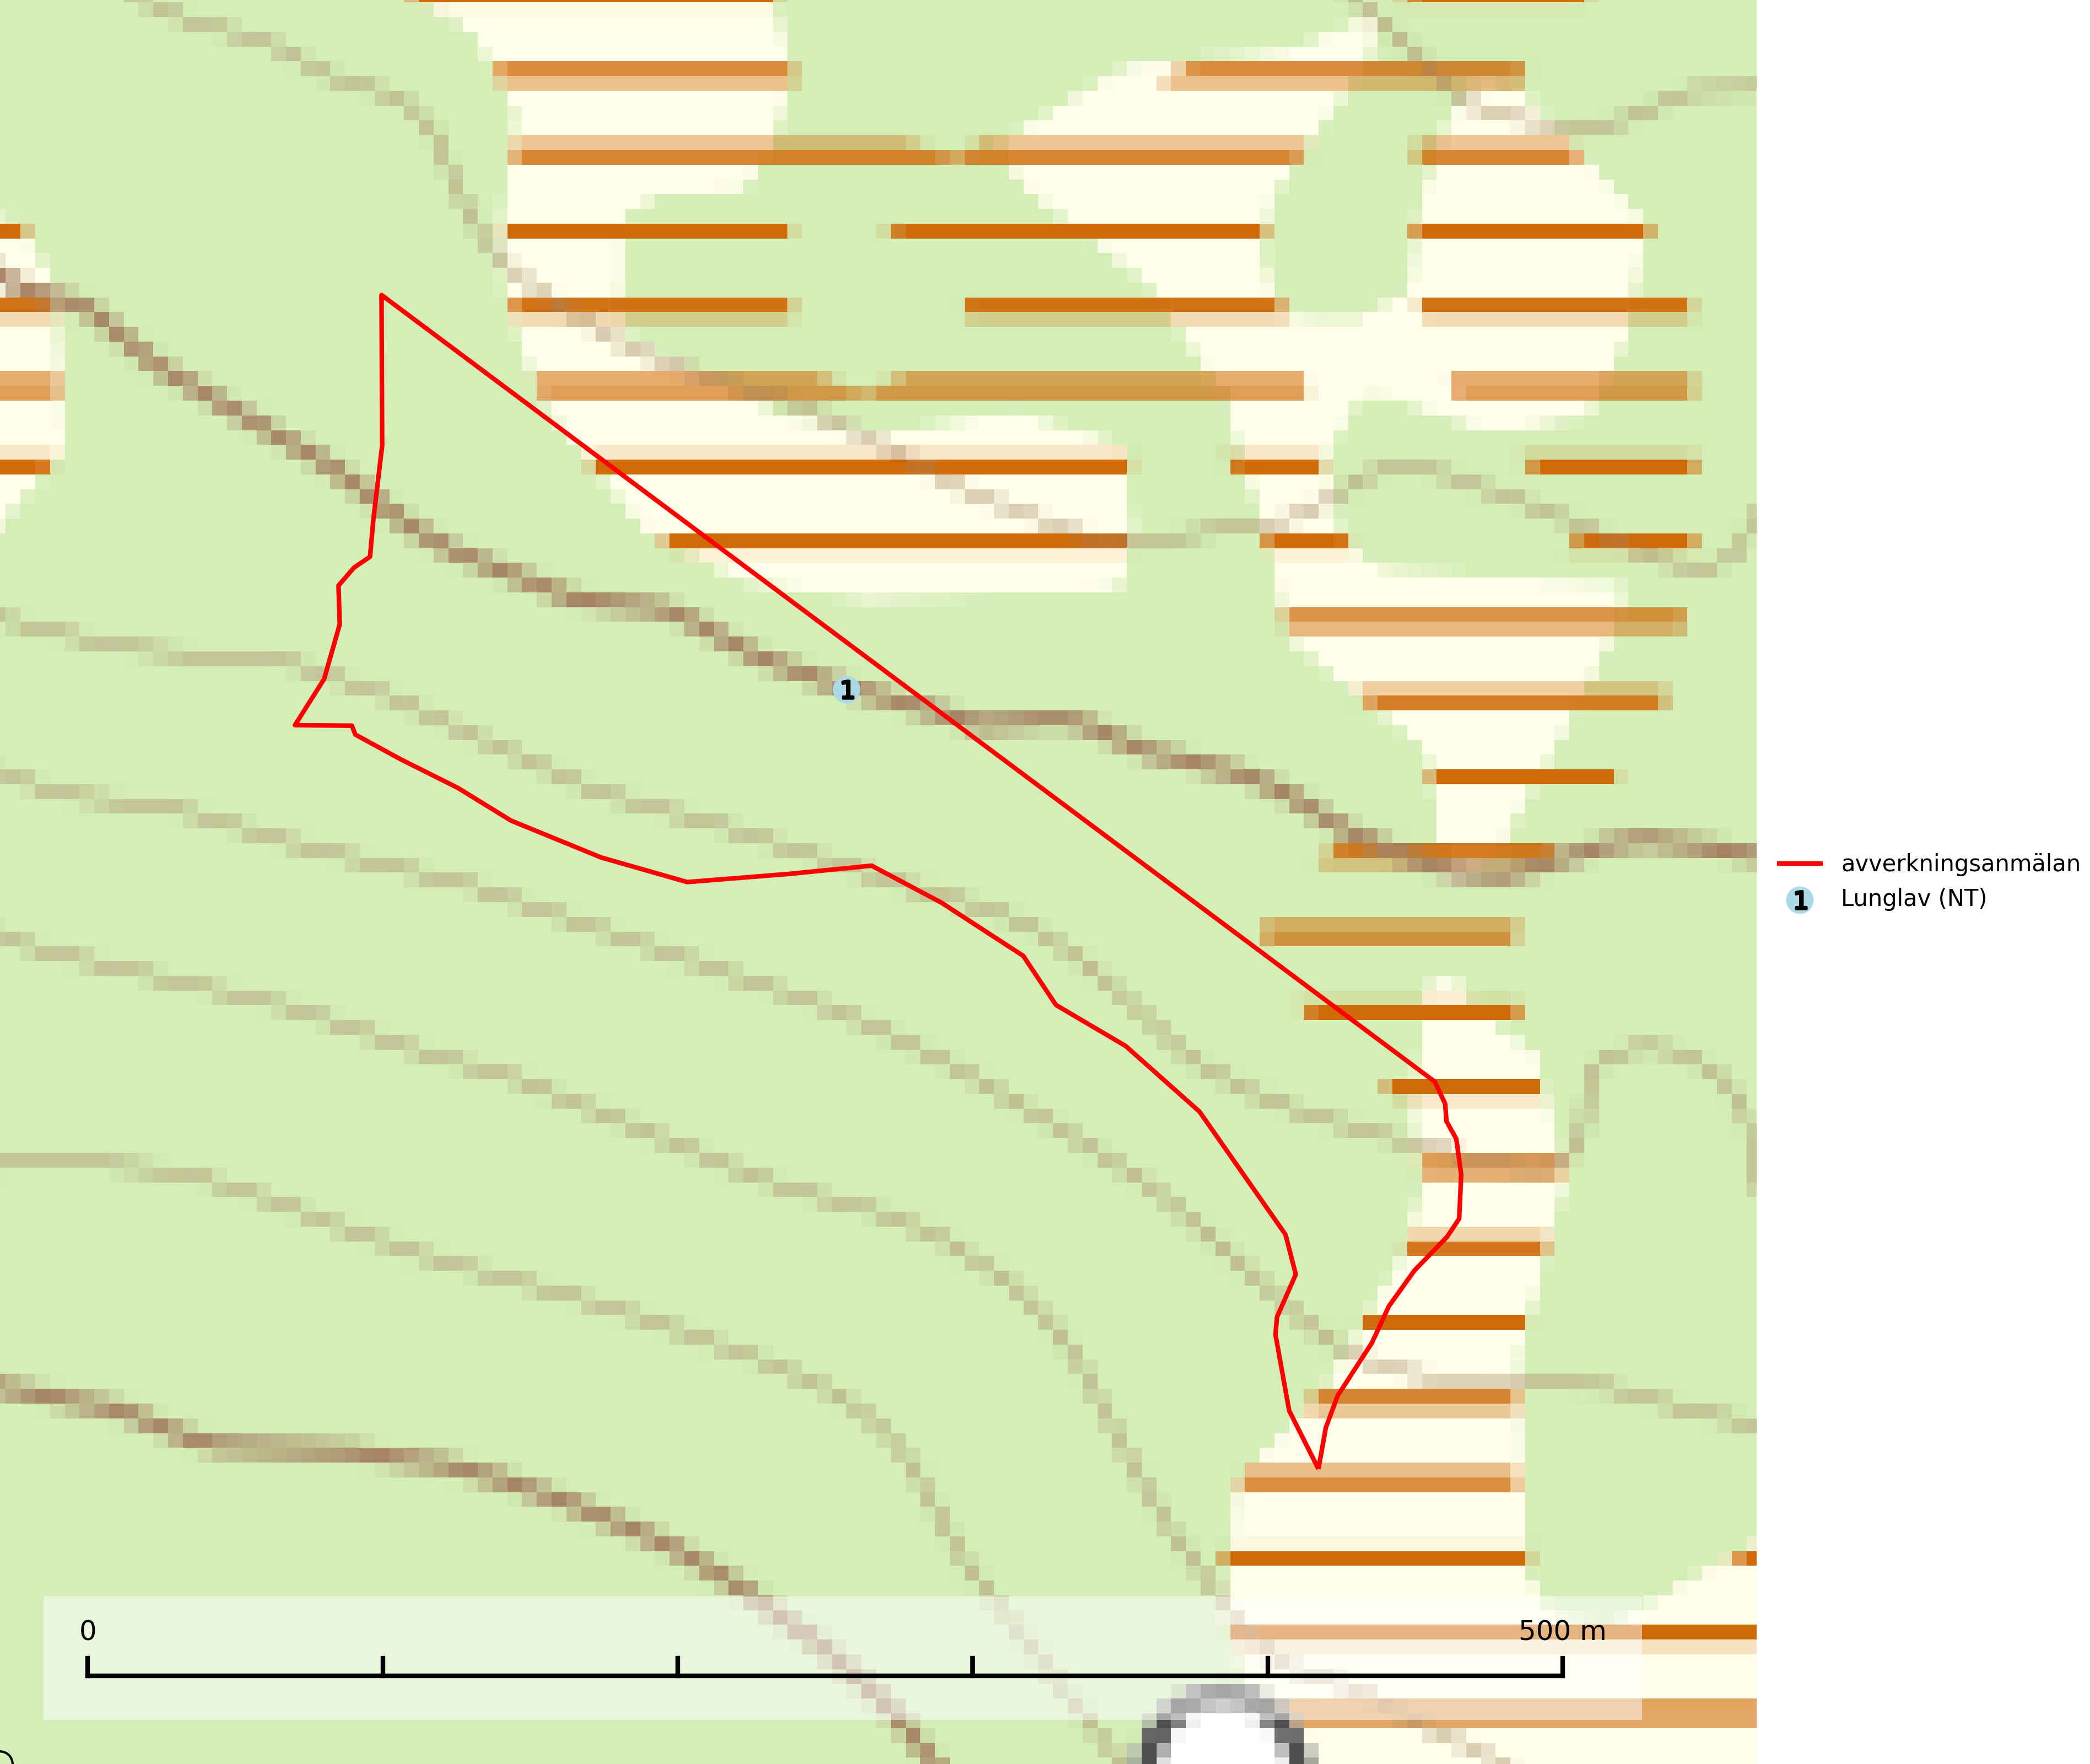 1
avverkningsanmälan
1 Lunglav (NT)
0 500 m